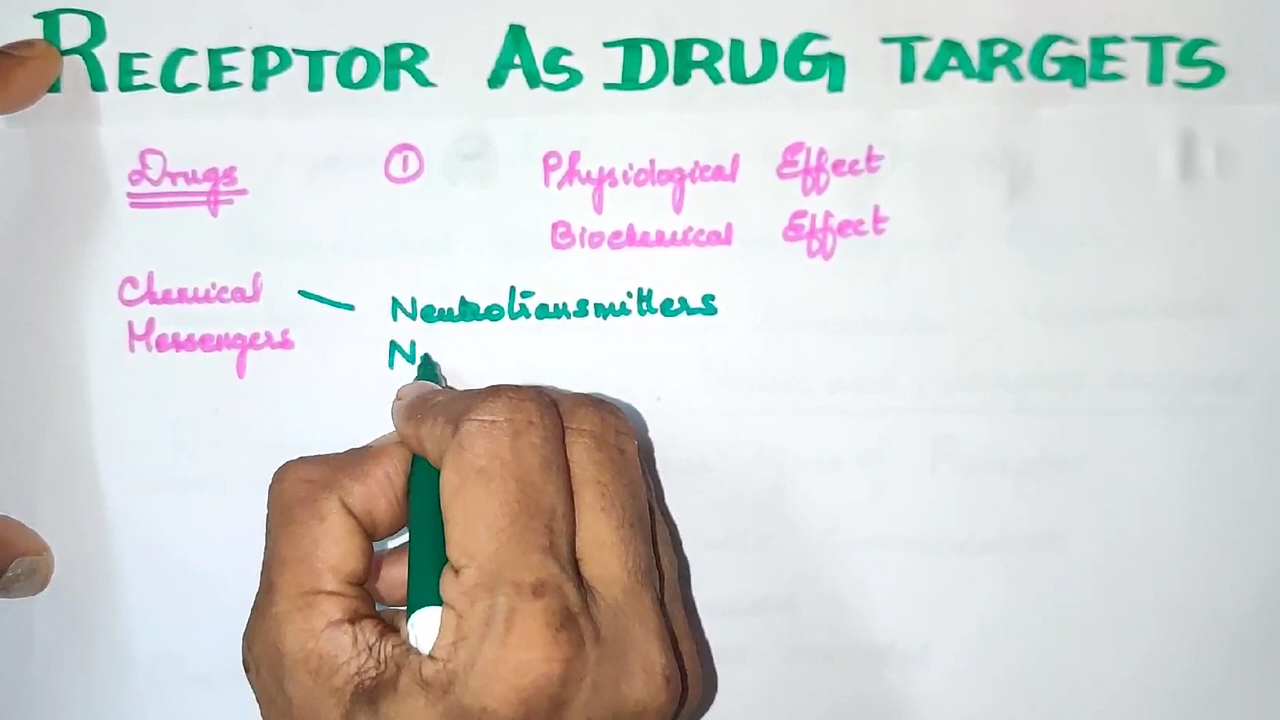 RECEPTOR AS DRUG TARGETS
Drugs ① Physiological Effect
Biochemical Effect
Chemical Messengers
Neurotransmitters
N